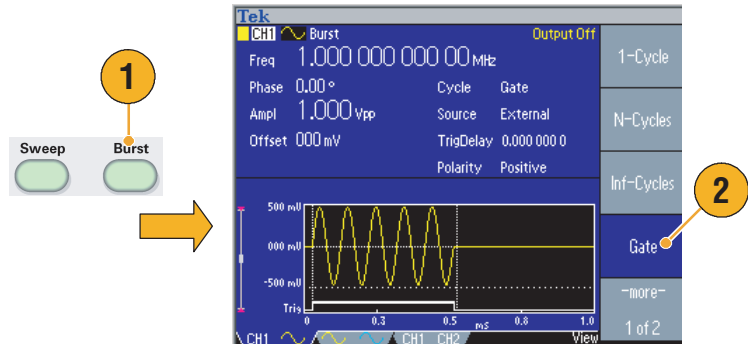 1
Sweep Burst
Tek
CH1 Burst Output Off
Freq 1.000 000 000 00 MHz
Phase 0.00 ° Cycle Gate
Ampl 1.000 Vpp Source External
Offset 000 mV TrigDelay 0.000 000 0
Polarity Positive
500 mV
000 mV
-500 mV
Trig
0 0.3 0.5 ms 0.8 1.0
CH1 CH1 CH2 View
1-Cycle
N-Cycles
Inf-Cycles
Gate
2
-more-
1 of 2